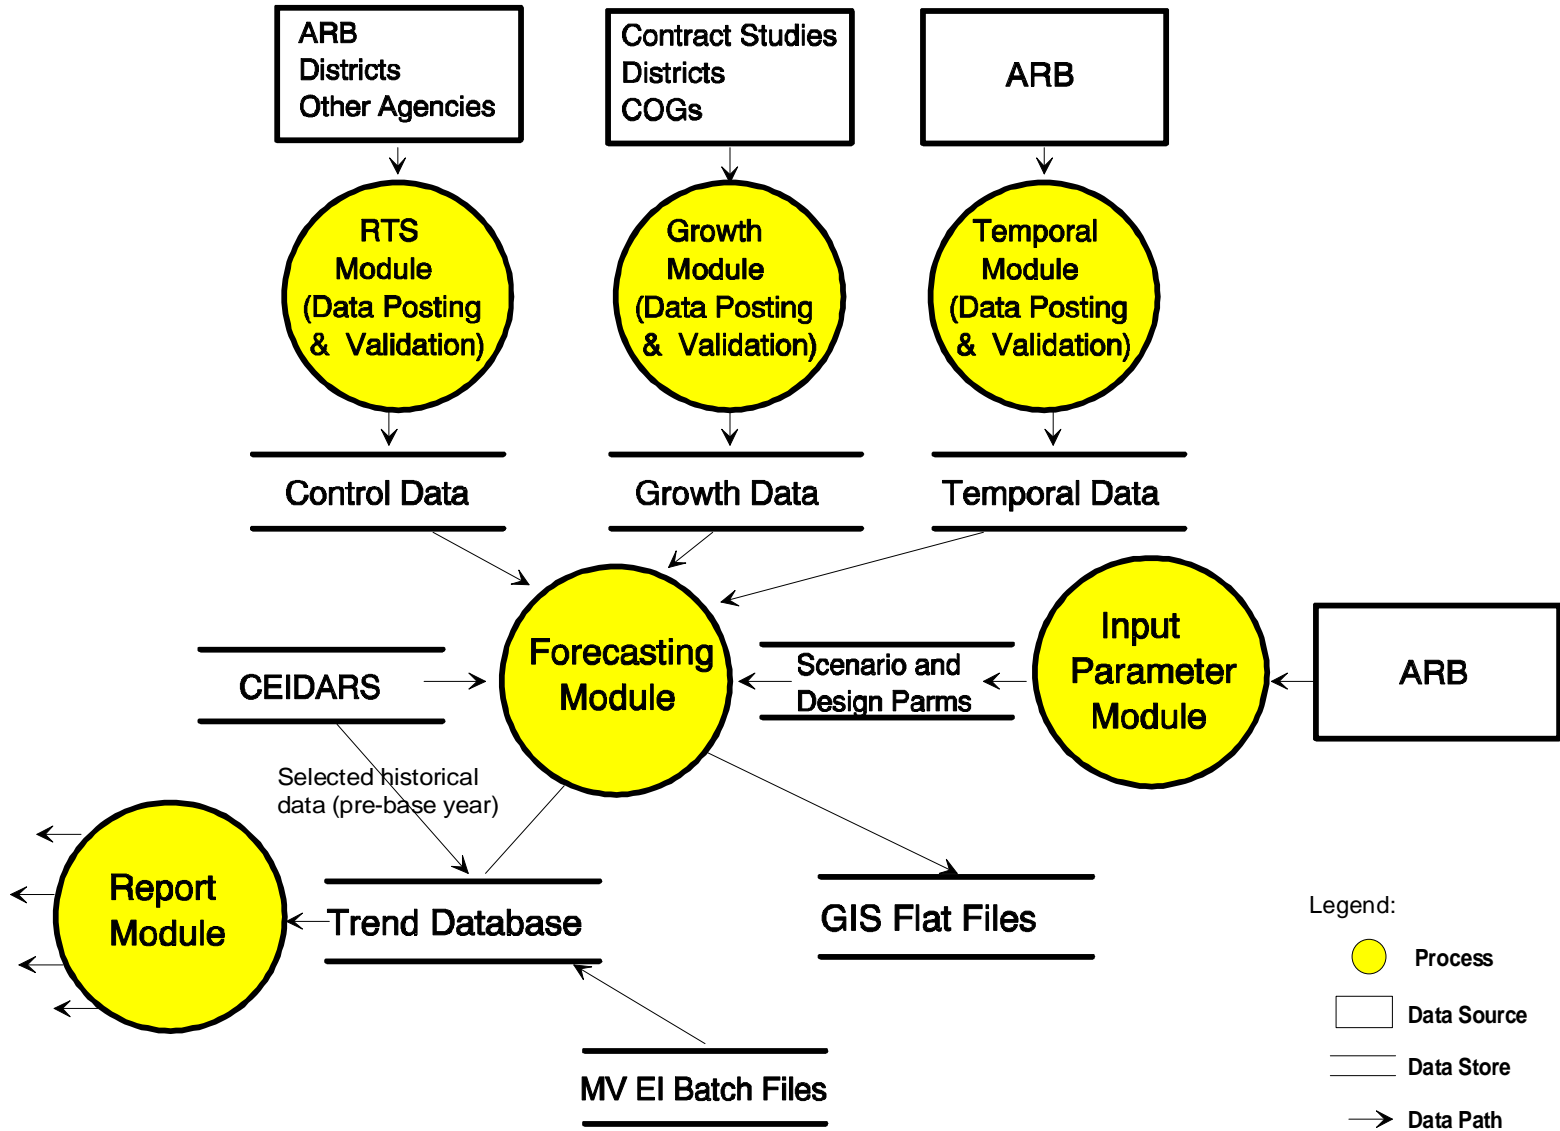 ARB
Districts
Other Agencies
Contract Studies
Districts
COGs
ARB
RTS
Module
(Data Posting
& Validation)
Growth
Module
(Data Posting
& Validation)
Temporal
Module
(Data Posting
& Validation)
Control Data
Growth Data
Temporal Data
CEIDARS
Forecasting
Module
Scenario and
Design Parms
Input
Parameter
Module
ARB
Selected historical
data (pre-base year)
Report
Module
Trend Database
GIS Flat Files
MV EI Batch Files
Legend:
Process
Data Source
Data Store
Data Path